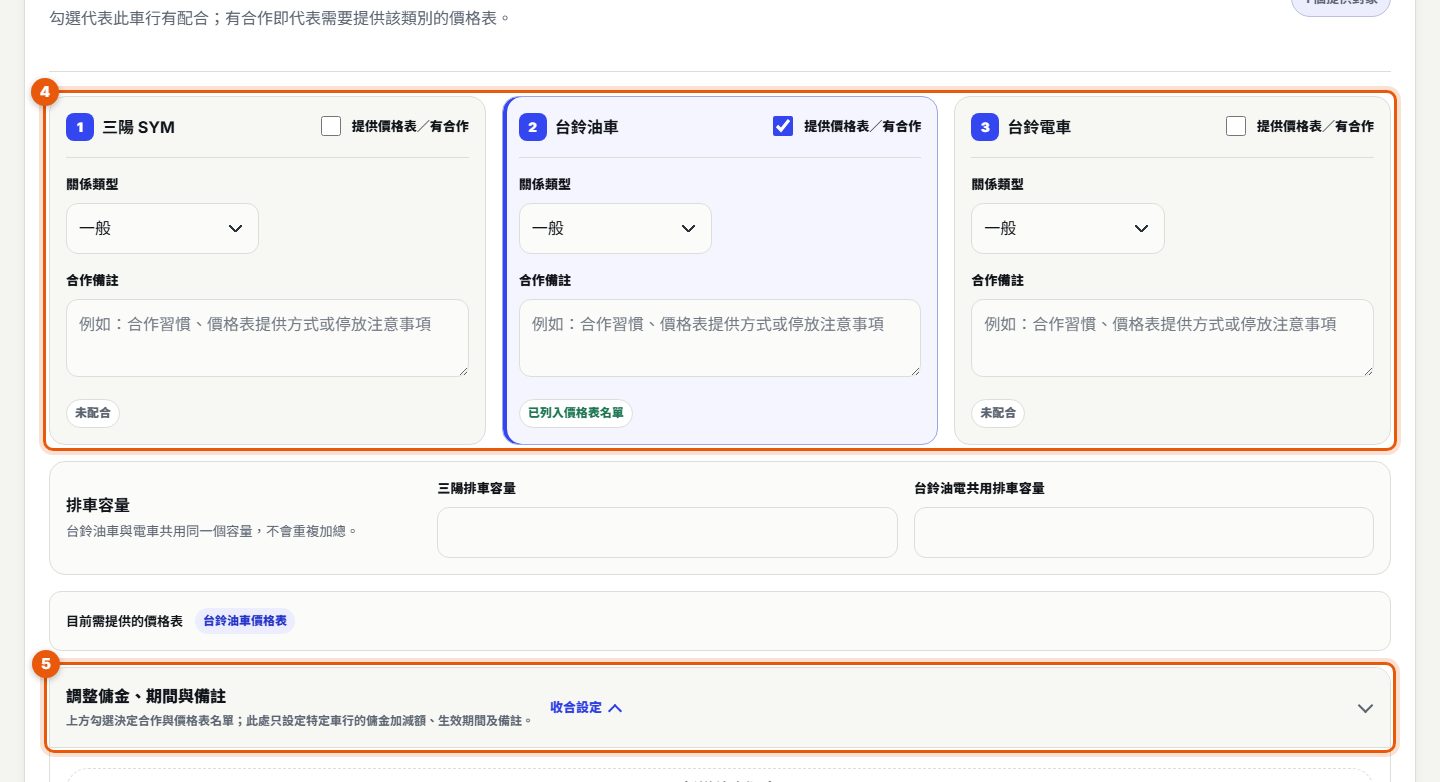 勾選代表此車行有配合；有合作即代表需要提供該類別的價格表。
4
1 三陽 SYM
提供價格表／有合作
關係類型
一般
合作備註
例如：合作習慣、價格表提供方式或停放注意事項
未配合
2 台鈴油車
提供價格表／有合作
關係類型
一般
合作備註
例如：合作習慣、價格表提供方式或停放注意事項
已列入價格表名單
3 台鈴電車
提供價格表／有合作
關係類型
一般
合作備註
例如：合作習慣、價格表提供方式或停放注意事項
未配合
排車容量
台鈴油車與電車共用同一個容量，不會重複加總。
三陽排車容量
台鈴油電共用排車容量
目前需提供的價格表 台鈴油車價格表
5
調整傭金、期間與備註
上方勾選決定合作與價格表名單；此處只設定特定車行的傭金加減額、生效期間及備註。
收合設定